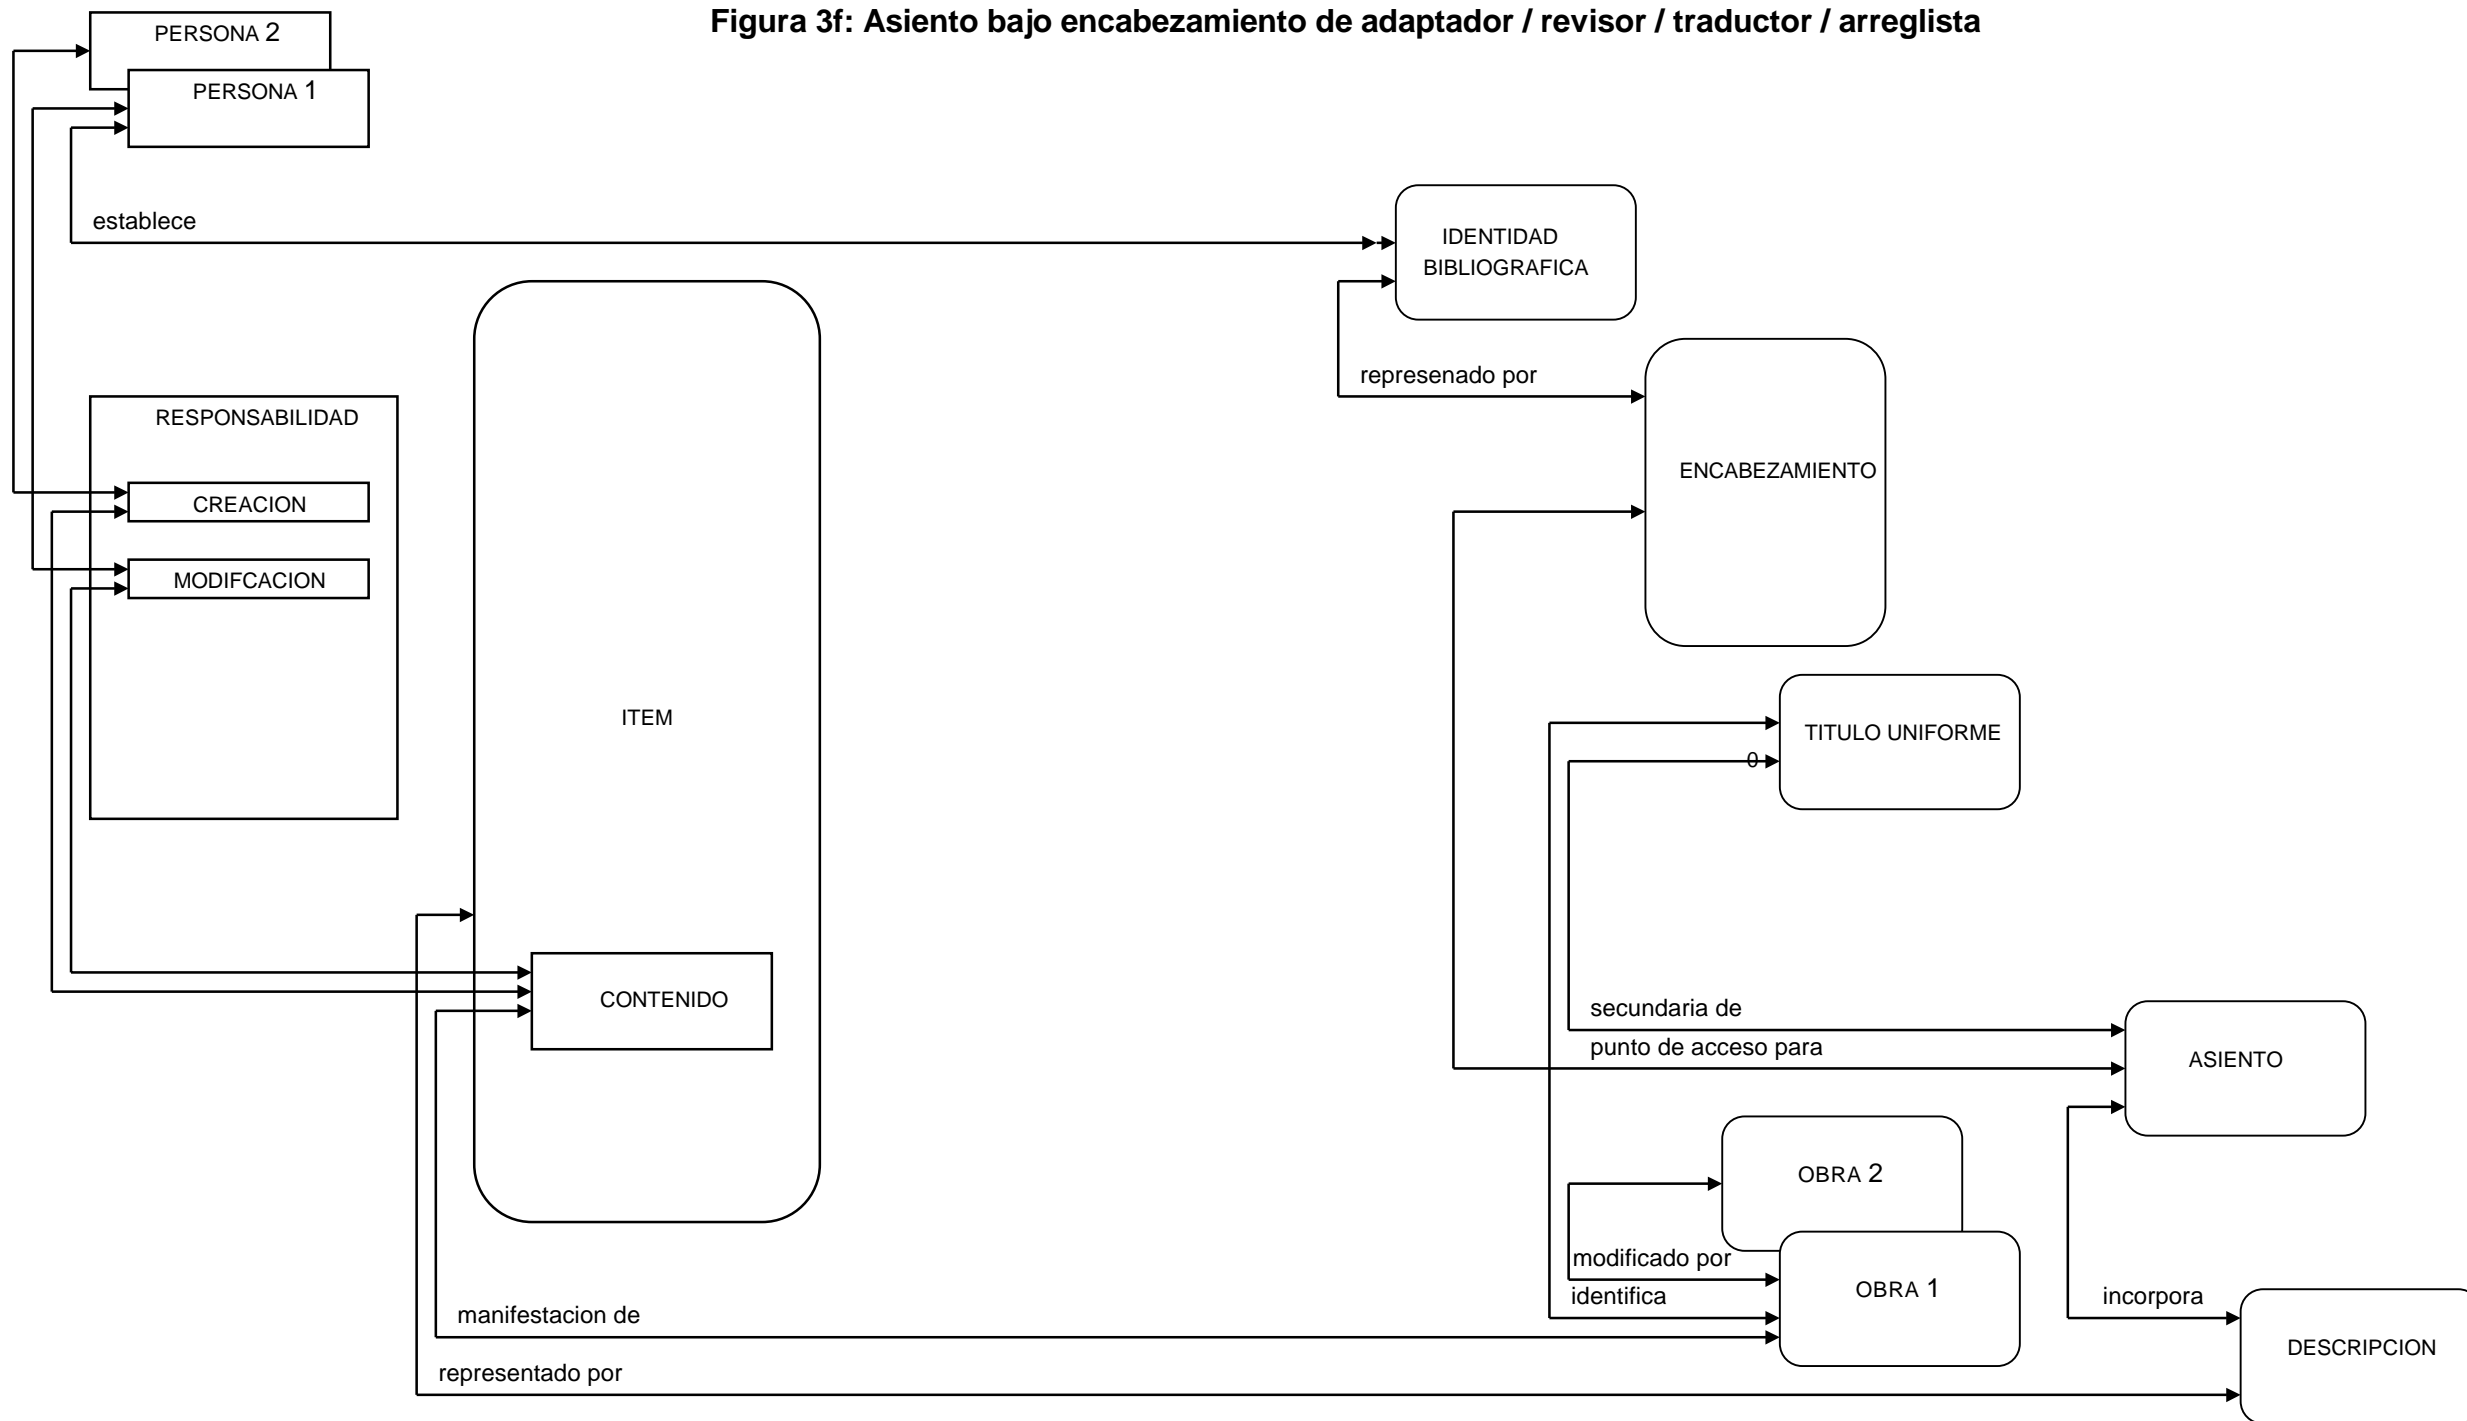 Figura 3f: Asiento bajo encabezamiento de adaptador / revisor / traductor / arreglista
PERSONA 2
PERSONA 1
establece
IDENTIDAD
BIBLIOGRAFICA
represenado por
RESPONSABILIDAD
ENCABEZAMIENTO
CREACION
MODIFCACION
ITEM
TITULO UNIFORME
0
CONTENIDO
secundaria de
punto de acceso para
ASIENTO
OBRA 2
modificado por
OBRA 1
identifica
incorpora
manifestacion de
DESCRIPCION
representado por